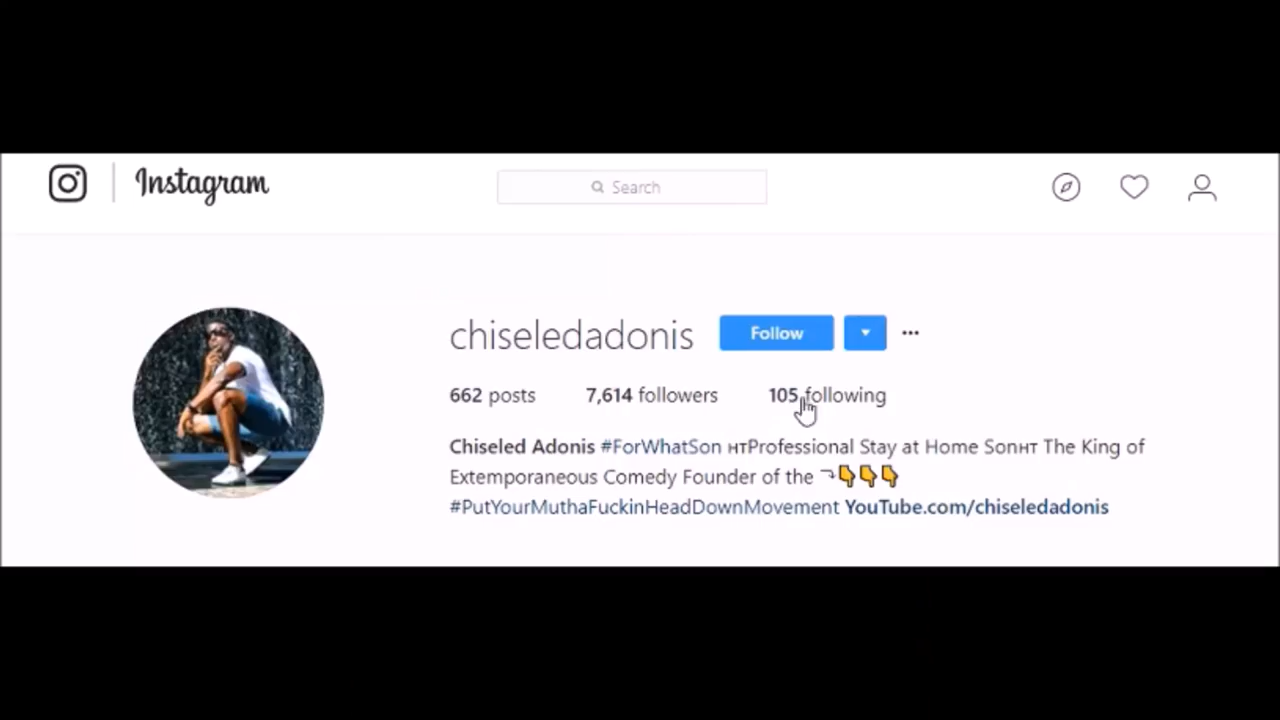 Instagram
Search
chiseledadonis
Follow
662 posts 7,614 followers 105 following
Chiseled Adonis #ForWhatSon нтProfessional Stay at Home Sonнт The King of
Extemporaneous Comedy Founder of the ⤵👇👇👇
#PutYourMuthaFuckinHeadDownMovement YouTube.com/chiseledadonis